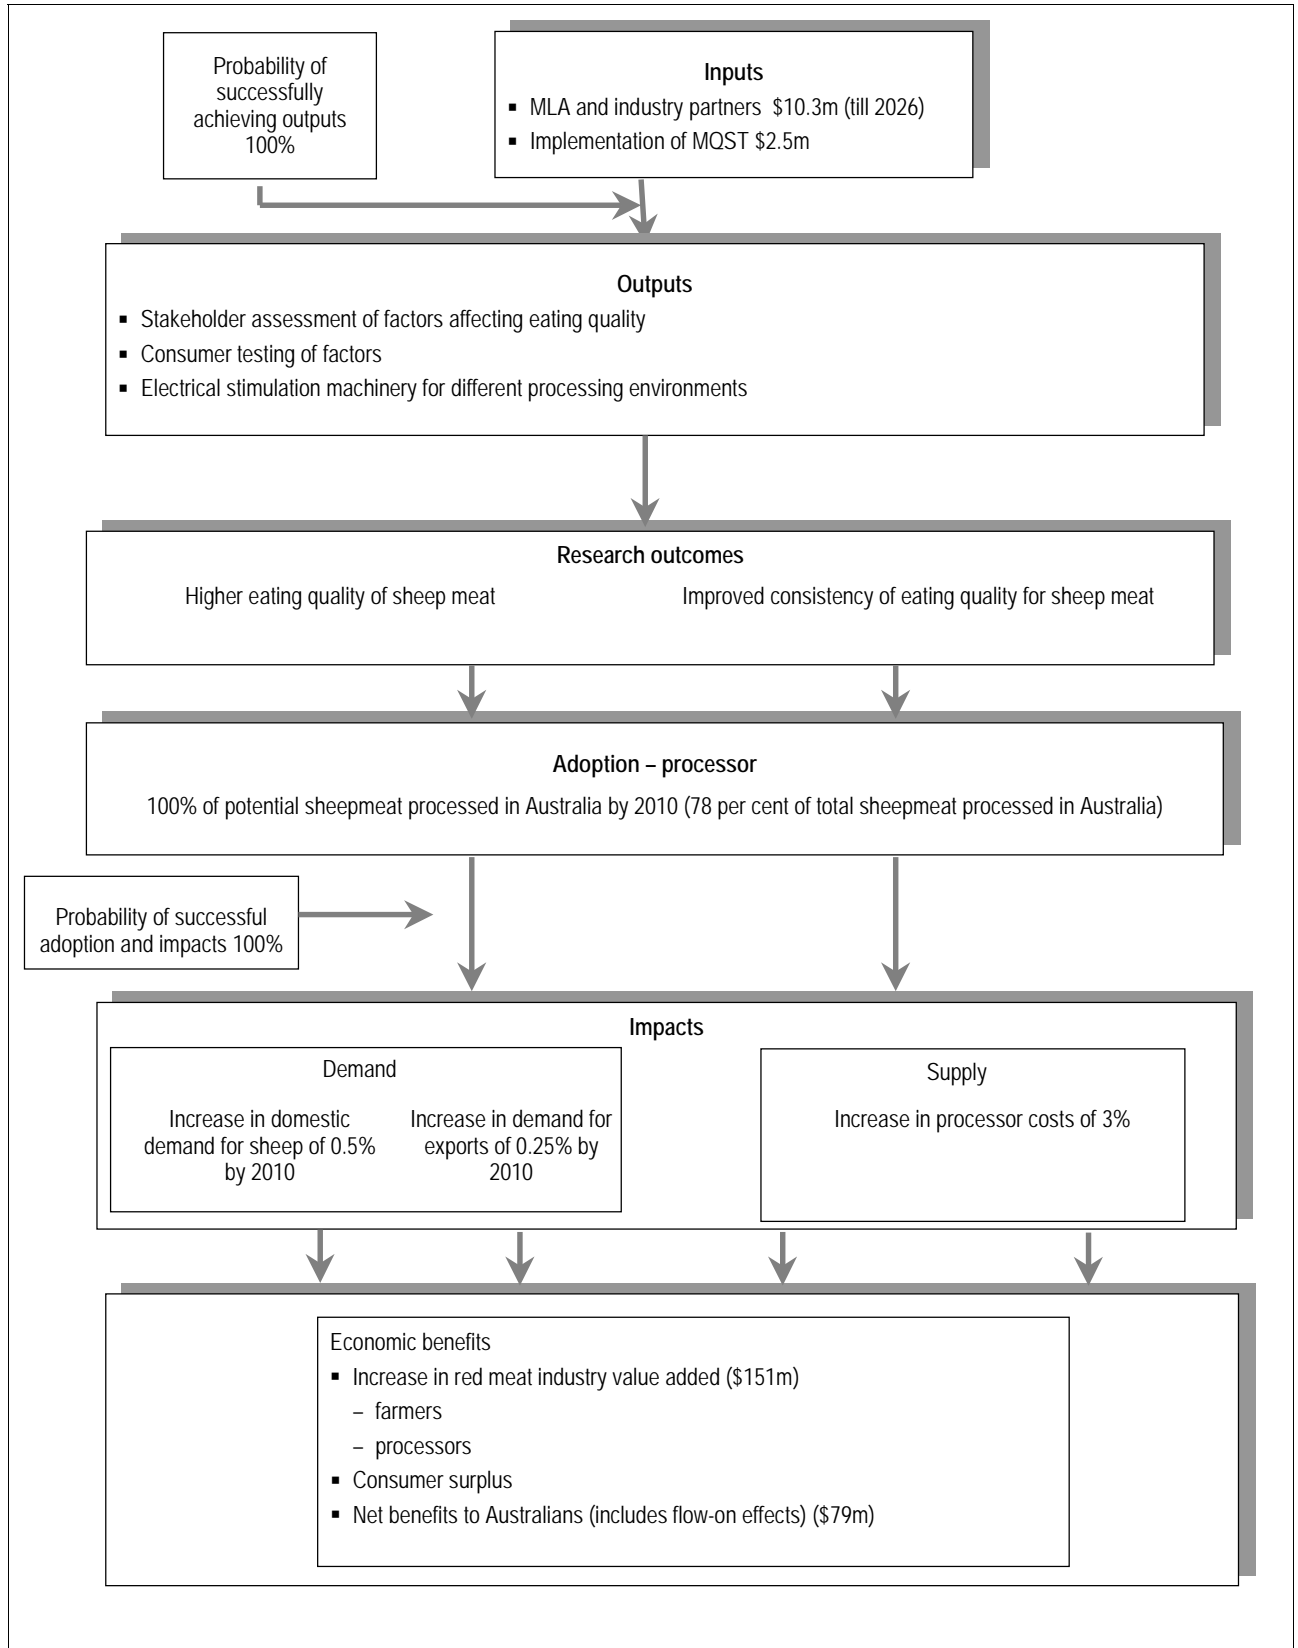 Probability of
successfully
achieving outputs
100%
Inputs
▪ MLA and industry partners $10.3m (till 2026)
▪ Implementation of MQST $2.5m
Outputs
▪ Stakeholder assessment of factors affecting eating quality
▪ Consumer testing of factors
▪ Electrical stimulation machinery for different processing environments
Research outcomes
Higher eating quality of sheep meat
Improved consistency of eating quality for sheep meat
Adoption – processor
100% of potential sheepmeat processed in Australia by 2010 (78 per cent of total sheepmeat processed in Australia)
Probability of successful
adoption and impacts 100%
Impacts
Demand
Increase in domestic
demand for sheep of 0.5%
by 2010
Increase in demand for
exports of 0.25% by
2010
Supply
Increase in processor costs of 3%
Economic benefits
▪ Increase in red meat industry value added ($151m)
– farmers
– processors
▪ Consumer surplus
▪ Net benefits to Australians (includes flow-on effects) ($79m)